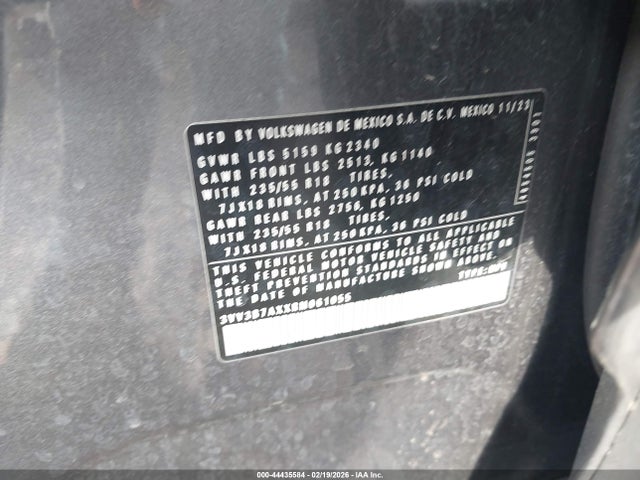 MFD BY VOLKSWAGEN DE MEXICO S.A. DE C.V. MEXICO 11/23
GVWR LBS 5159 KG 2340
GAWR FRONT LBS 2513, KG 1140
WITH 235/55 R18 TIRES,
7JX18 RIMS, AT 250 KPA, 36 PSI COLD
GAWR REAR LBS 2756, KG 1250
WITH 235/55 R18 TIRES,
7JX18 RIMS, AT 250 KPA, 36 PSI COLD
THIS VEHICLE CONFORMS TO ALL APPLICABLE
U.S. FEDERAL MOTOR VEHICLE SAFETY AND
THEFT PREVENTION STANDARDS IN EFFECT ON
THE DATE OF MANUFACTURE SHOWN ABOVE.
TYPE:MPV
000-44435584 - 02/19/2026 - IAA Inc.